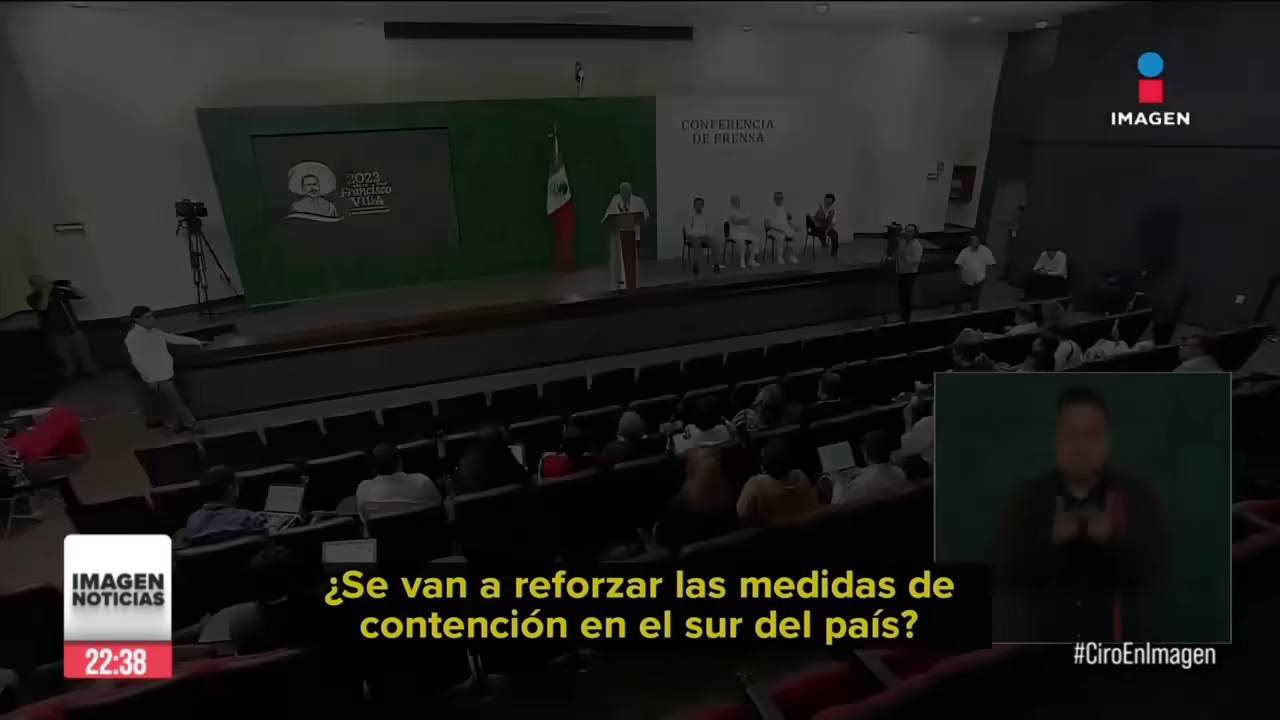 IMAGEN
CONFERENCIA
DE PRENSA
2023
Francisco
VILLA
¿Se van a reforzar las medidas de
contención en el sur del país?
IMAGEN
NOTICIAS
22:38
#CiroEnImagen